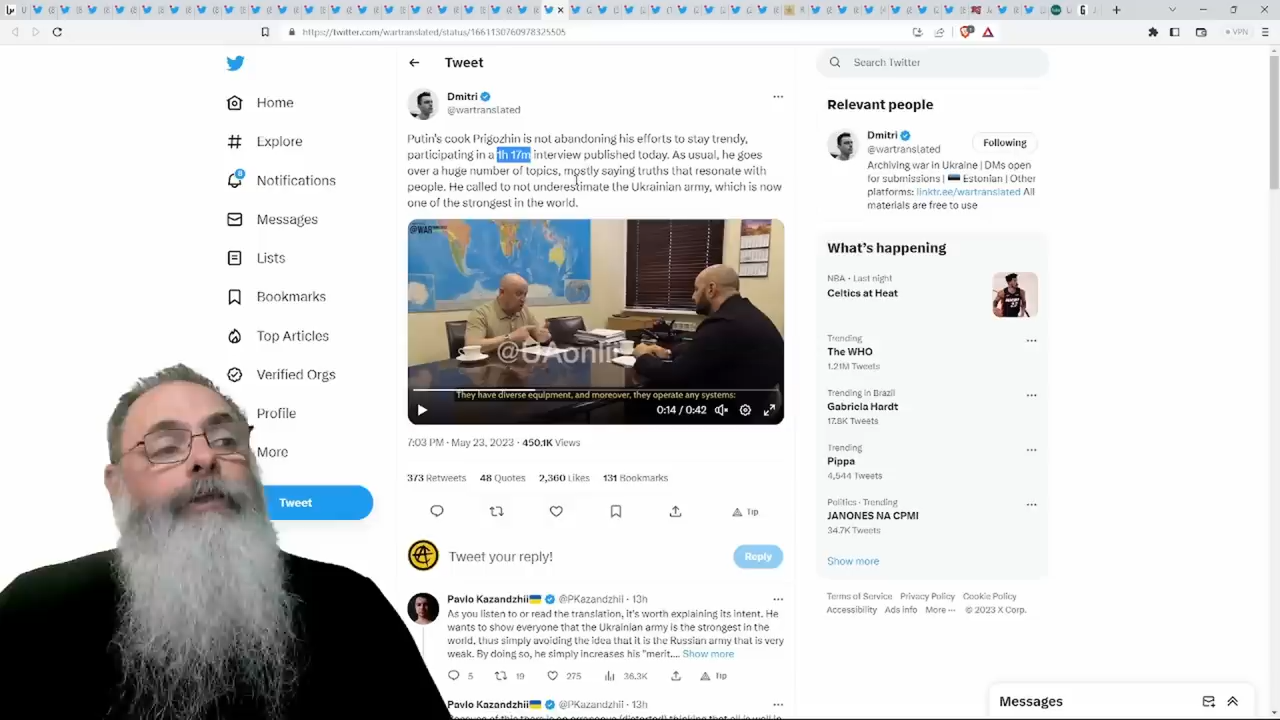 https://twitter.com/wartranslated/status/1661130760978325505
VPN
Tweet
Search Twitter
Home
Explore
Notifications
Messages
Lists
Bookmarks
Top Articles
Verified Orgs
Profile
More
Tweet
Dmitri
@wartranslated
Putin's cook Prigozhin is not abandoning his efforts to stay trendy,
participating in a 1h 17m interview published today. As usual, he goes
over a huge number of topics, mostly saying truths that resonate with
people. He called to not underestimate the Ukrainian army, which is now
one of the strongest in the world.
@WAR
@UAonli
They have diverse equipment, and moreover, they operate any systems:
0:14 / 0:42
7:03 PM · May 23, 2023 · 450.1K Views
373 Retweets 48 Quotes 2,360 Likes 131 Bookmarks
Tip
Tweet your reply!
Reply
Pavlo Kazandzhii @PKazandzhii · 13h
As you listen to or read the translation, it's worth explaining its intent. He
wants to show everyone that the Ukrainian army is the strongest in the
world, thus simply avoiding the idea that it is the Russian army that is very
weak. By doing so, he simply increases his "merit.... Show more
5 19 275 36.3K Tip
Pavlo Kazandzhii @PKazandzhii · 13h
Relevant people
Dmitri
@wartranslated
Following
Archiving war in Ukraine | DMs open
for submissions | Estonian | Other
platforms: linktr.ee/wartranslated All
materials are free to use
What's happening
NBA · Last night
Celtics at Heat
Trending
The WHO
1.21M Tweets
Trending in Brazil
Gabriela Hardt
17.8K Tweets
Trending
Pippa
4,544 Tweets
Politics · Trending
JANONES NA CPMI
34.7K Tweets
Show more
Terms of Service Privacy Policy Cookie Policy
Accessibility Ads info More ··· © 2023 X Corp.
Messages